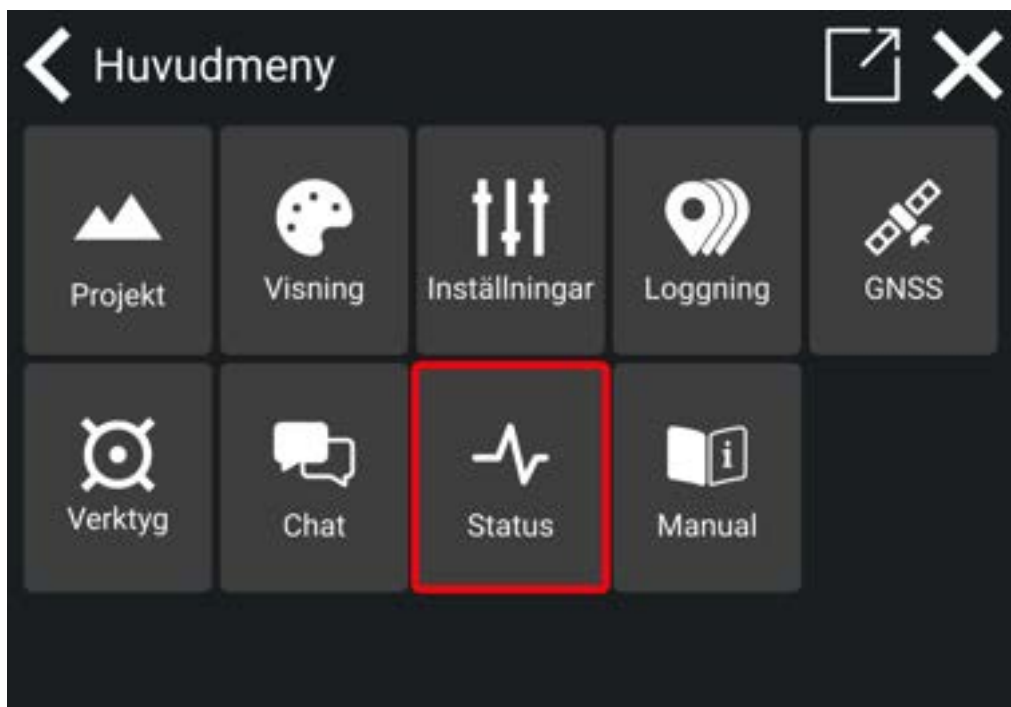 Huvudmeny
Projekt
Visning
Inställningar
Loggning
GNSS
Verktyg
Chat
Status
i
Manual